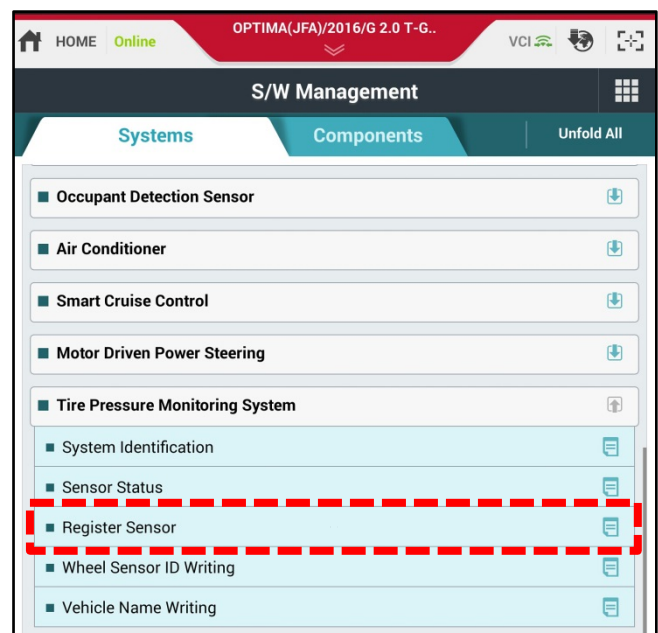 HOME Online OPTIMA(JFA)/2016/G 2.0 T-G.. VCI
S/W Management
Systems Components Unfold All
Occupant Detection Sensor
Air Conditioner
Smart Cruise Control
Motor Driven Power Steering
Tire Pressure Monitoring System
System Identification
Sensor Status
Register Sensor
Wheel Sensor ID Writing
Vehicle Name Writing